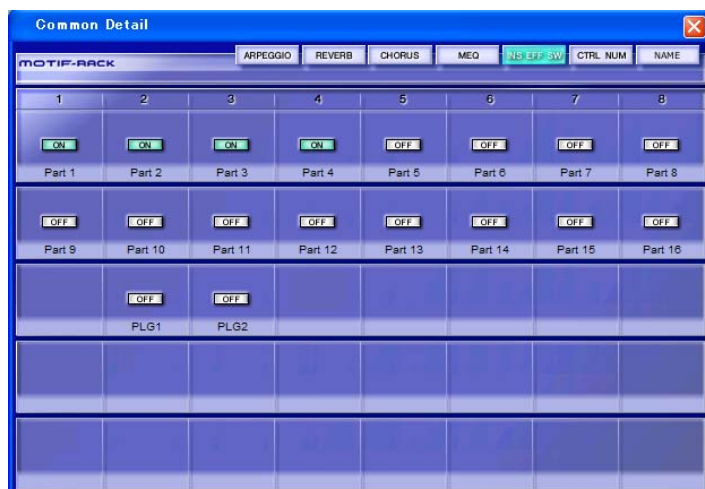 Common Detail
MOTIF-RACK
ARPEGGIO REVERB CHORUS MEQ INS EFF SW CTRL NUM NAME
1 2 3 4 5 6 7 8
ON ON ON ON OFF OFF OFF OFF
Part 1 Part 2 Part 3 Part 4 Part 5 Part 6 Part 7 Part 8
OFF OFF OFF OFF OFF OFF OFF OFF
Part 9 Part 10 Part 11 Part 12 Part 13 Part 14 Part 15 Part 16
OFF OFF
PLG1 PLG2